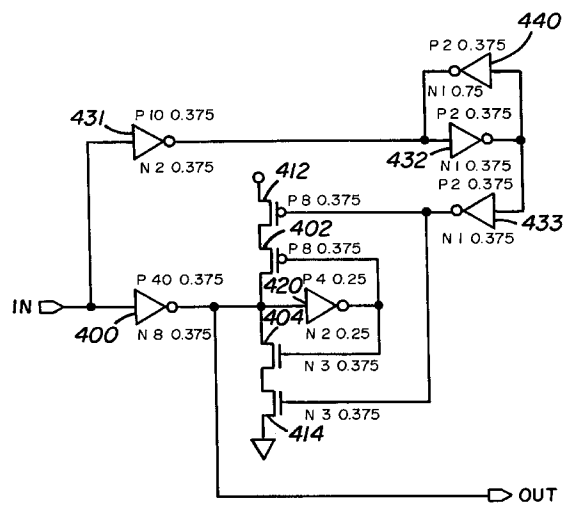 440
P 2 0.375
N 1 0.75
431
P 10 0.375
N 2 0.375
P 2 0.375
432
N 1 0.375
412
P 8 0.375
P 2 0.375
433
N 1 0.375
402
P 8 0.375
P 40 0.375
420
P 4 0.25
IN
400
N 8 0.375
404
N 2 0.25
N 3 0.375
N 3 0.375
414
OUT